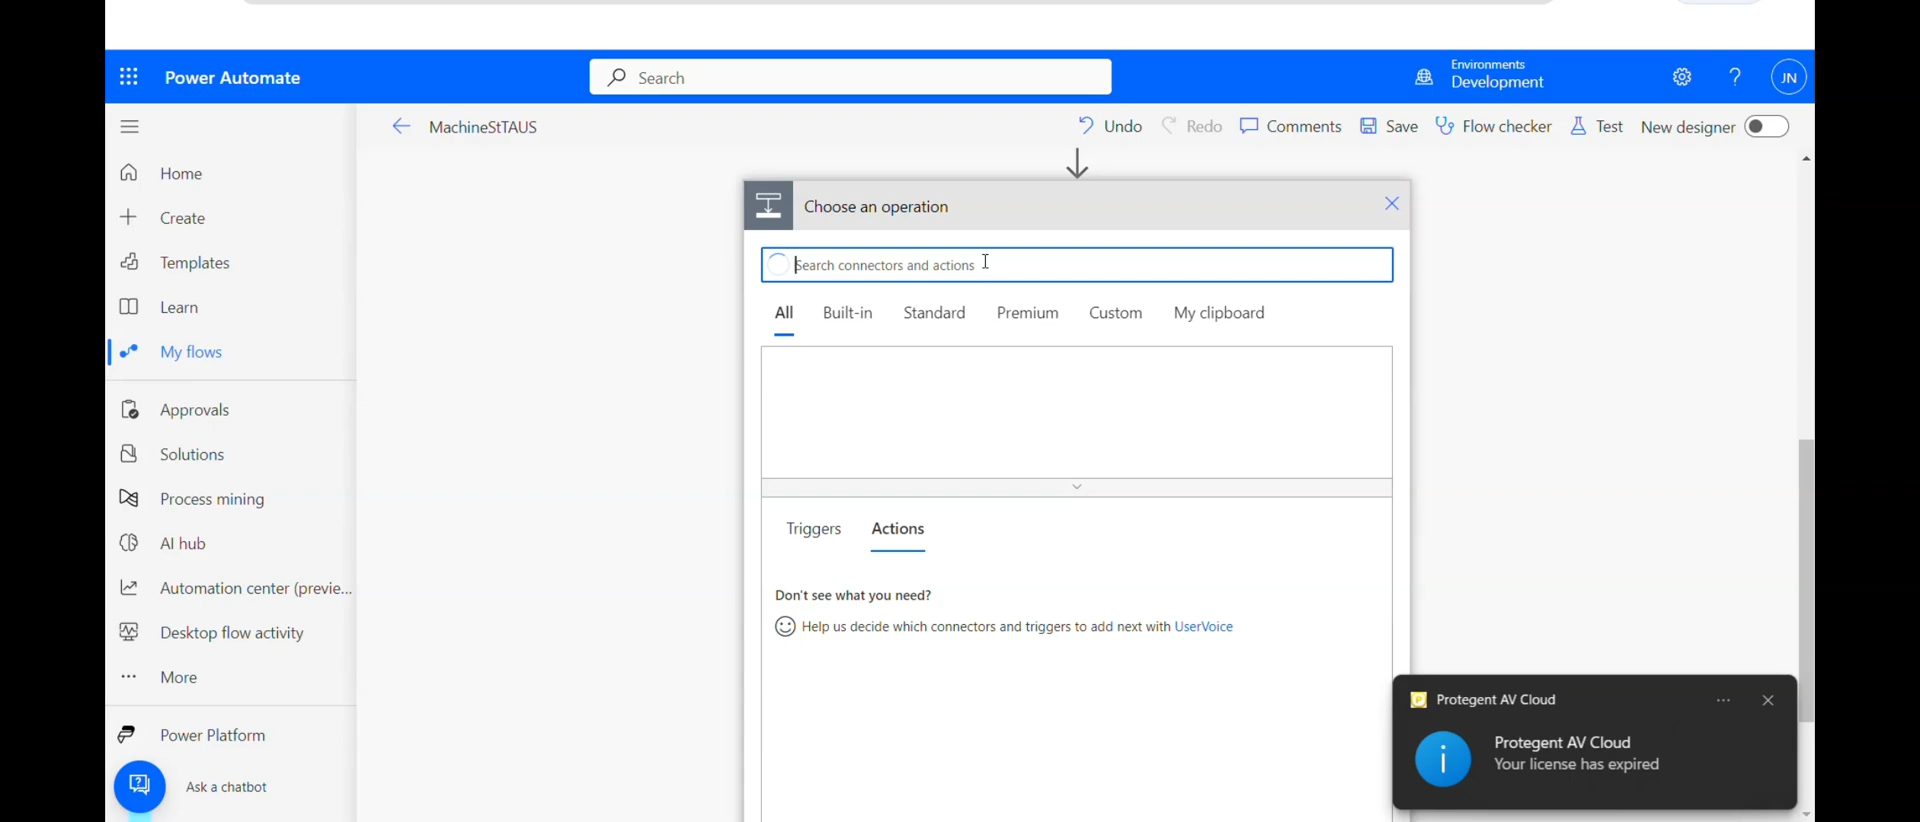 Power Automate
Search
Environments
Development
JN
MachineStTAUS
Undo
Redo
Comments
Save
Flow checker
Test
New designer
Home
Create
Templates
Learn
My flows
Approvals
Solutions
Process mining
AI hub
Automation center (previe...
Desktop flow activity
More
Power Platform
Ask a chatbot
Choose an operation
Search connectors and actions
All Built-in Standard Premium Custom My clipboard
Triggers Actions
Don't see what you need?
Help us decide which connectors and triggers to add next with UserVoice
Protegent AV Cloud
Protegent AV Cloud
Your license has expired